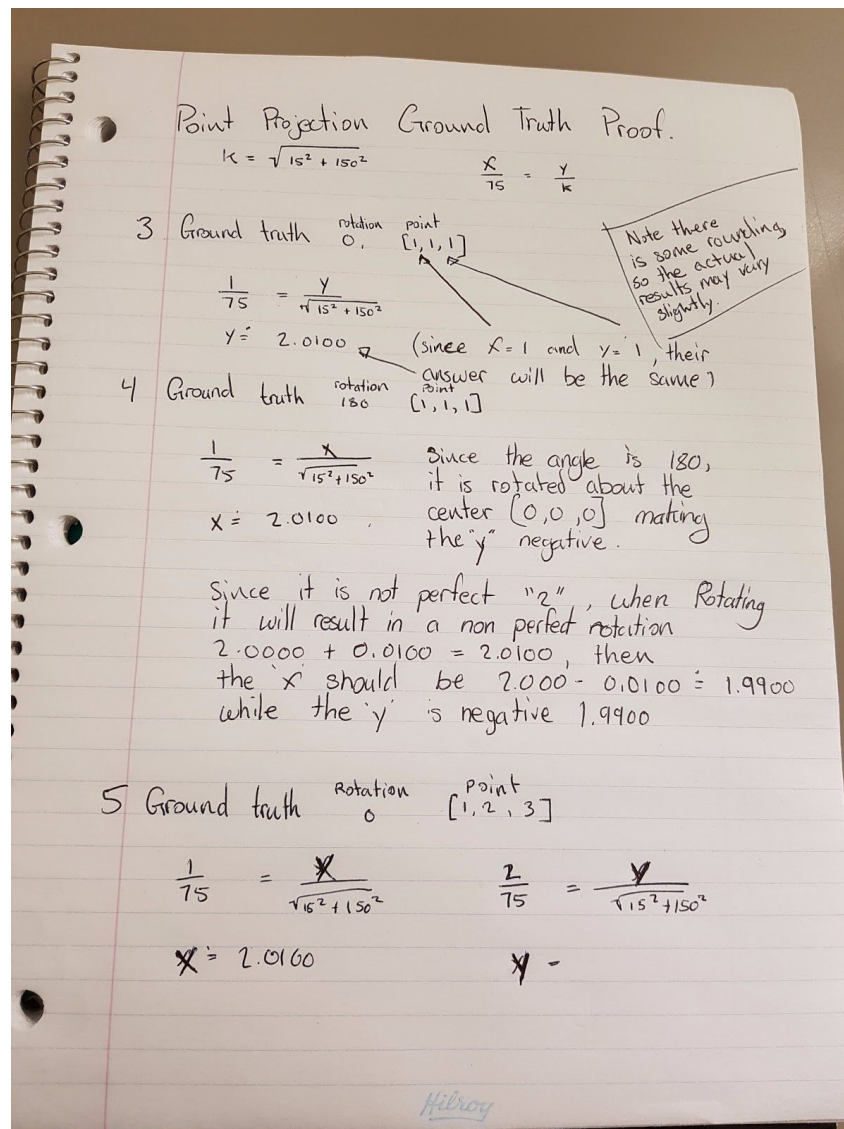 Point Projection Ground Truth Proof.
K = √15² + 150²
x/75 = y/k
Note there
is some rounding,
so the actual
results may vary
slightly.
3 Ground truth rotation 0, point [1,1,1]
1/75 = y/√15² + 150²
y ≐ 2.0100
(since x=1 and y=1, their
answer will be the same)
4 Ground truth rotation 180 point [1,1,1]
1/75 = x/√15²+150²
x ≐ 2.0100.
Since the angle is 180,
it is rotated about the
center [0,0,0] making
the "y" negative.
Since it is not perfect "2", when Rotating
it will result in a non perfect rotation
2.0000 + 0.0100 = 2.0100, then
the 'x' should be 2.000 - 0.0100 ≐ 1.9900
while the 'y' is negative 1.9900
5 Ground truth Rotation 0 Point [1,2,3]
1/75 = x/√15²+150²
2/75 = y/√15²+150²
x ≐ 2.0100
y =
Hilroy